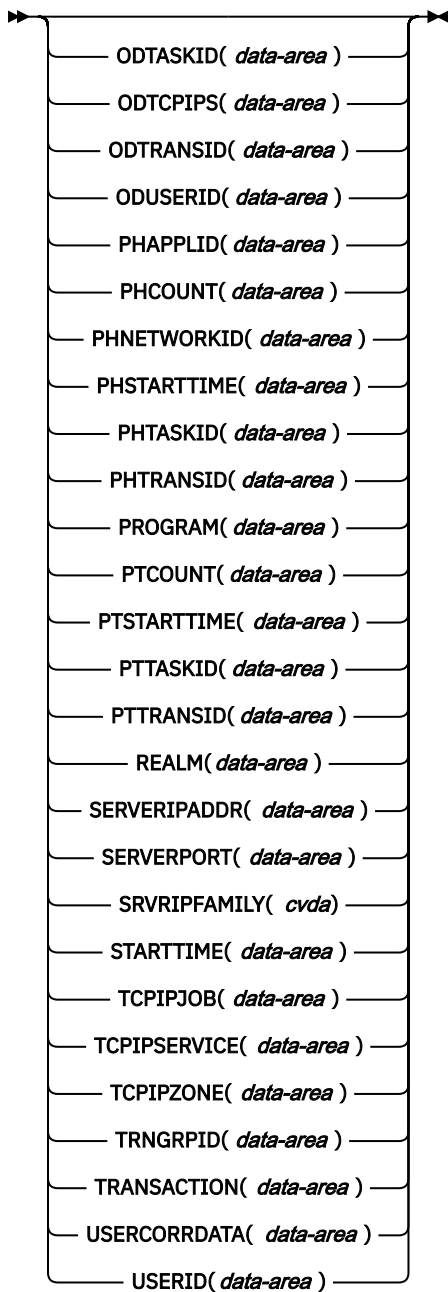 ODTASKID( data-area )
ODTCPIPS( data-area )
ODTRANSID( data-area )
ODUSERID( data-area )
PHAPPLID( data-area )
PHCOUNT( data-area )
PHNETWORKID( data-area )
PHSTARTTIME( data-area )
PHTASKID( data-area )
PHTRANSID( data-area )
PROGRAM( data-area )
PTCOUNT( data-area )
PTSTARTTIME( data-area )
PTTASKID( data-area )
PTTRANSID( data-area )
REALM( data-area )
SERVERIPADDR( data-area )
SERVERPORT( data-area )
SRVRIPFAMILY( cvda)
STARTTIME( data-area )
TCPIPJOB( data-area )
TCPIPSERVICE( data-area )
TCPIPZONE( data-area )
TRNGRPID( data-area )
TRANSACTION( data-area )
USERCORRDATA( data-area )
USERID( data-area )